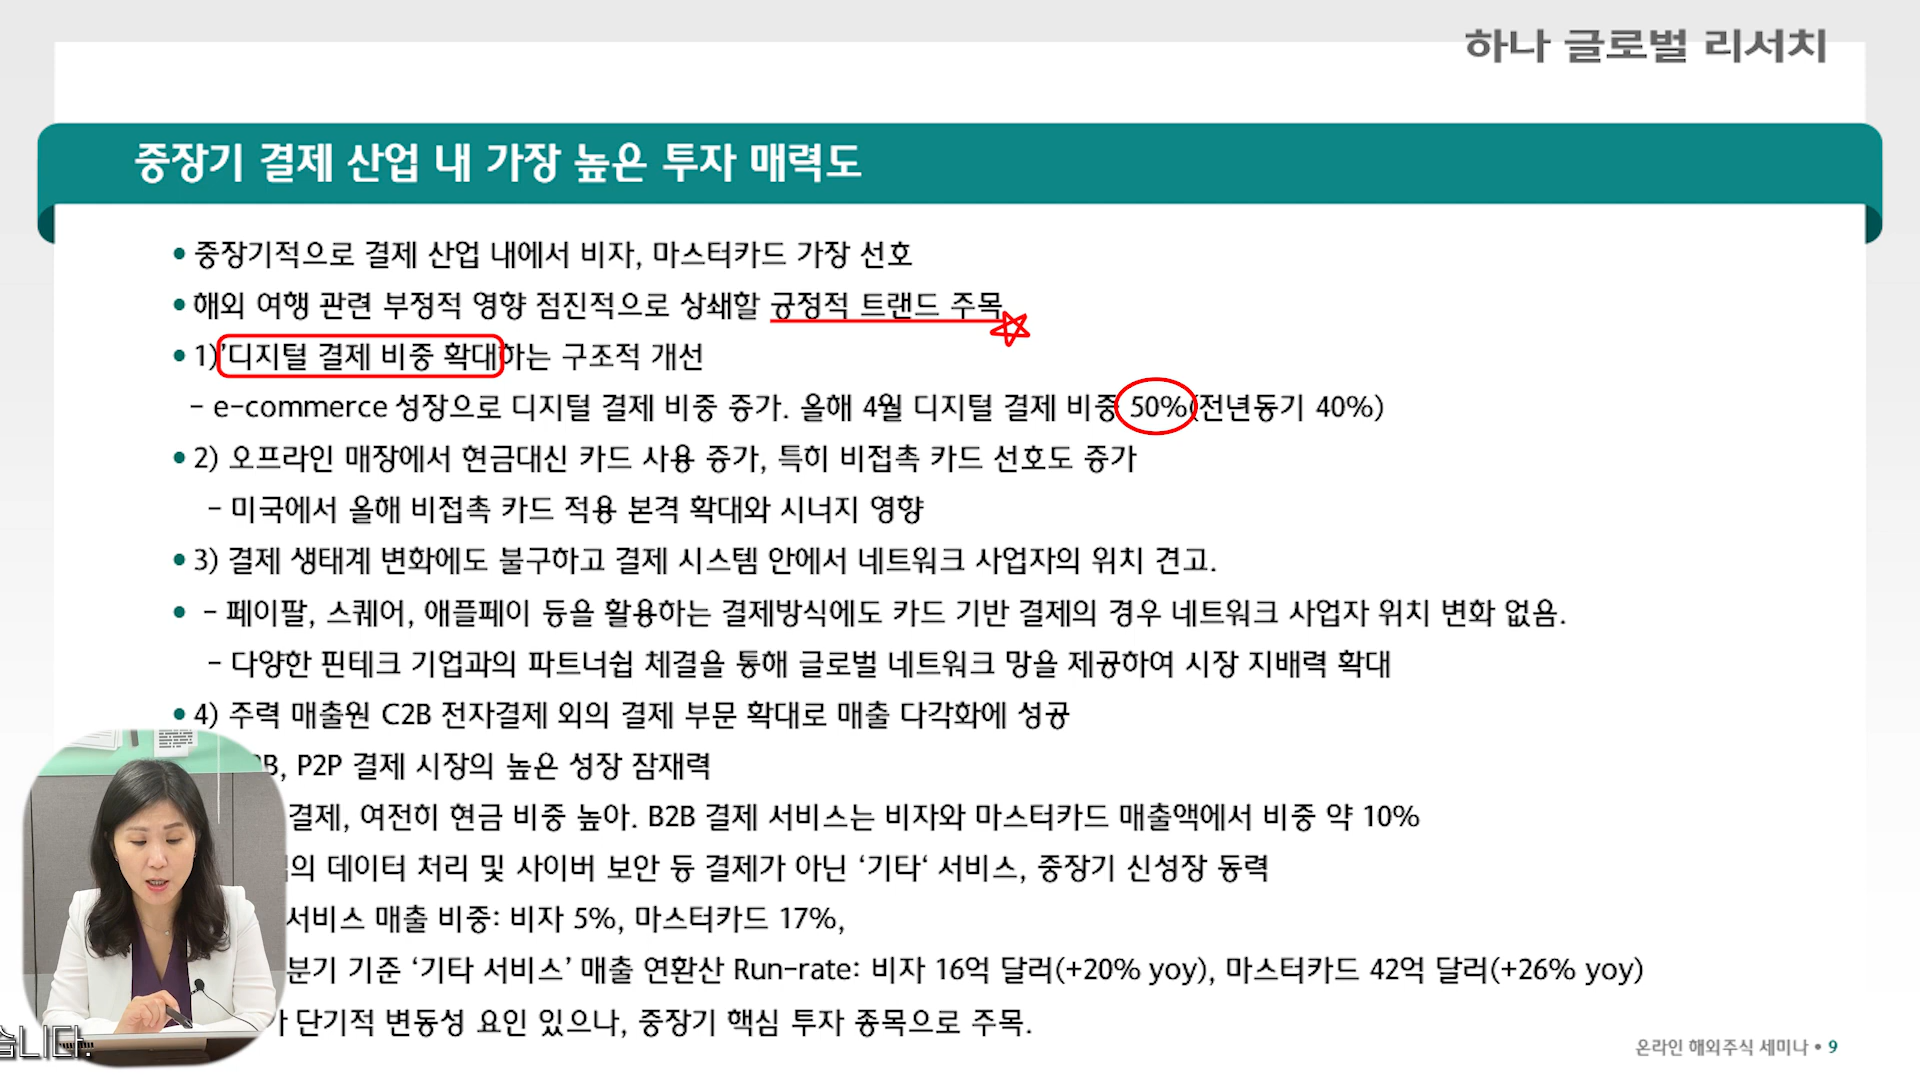 하나 글로벌 리서치
중장기 결제 산업 내 가장 높은 투자 매력도
• 중장기적으로 결제 산업 내에서 비자, 마스터카드 가장 선호
• 해외 여행 관련 부정적 영향 점진적으로 상쇄할 긍정적 트랜드 주목
• 1)'디지털 결제 비중 확대'하는 구조적 개선
- e-commerce 성장으로 디지털 결제 비중 증가. 올해 4월 디지털 결제 비중 50%(전년동기 40%)
• 2) 오프라인 매장에서 현금대신 카드 사용 증가, 특히 비접촉 카드 선호도 증가
- 미국에서 올해 비접촉 카드 적용 본격 확대와 시너지 영향
• 3) 결제 생태계 변화에도 불구하고 결제 시스템 안에서 네트워크 사업자의 위치 견고.
• - 페이팔, 스퀘어, 애플페이 등을 활용하는 결제방식에도 카드 기반 결제의 경우 네트워크 사업자 위치 변화 없음.
- 다양한 핀테크 기업과의 파트너쉽 체결을 통해 글로벌 네트워크 망을 제공하여 시장 지배력 확대
• 4) 주력 매출원 C2B 전자결제 외의 결제 부문 확대로 매출 다각화에 성공
B, P2P 결제 시장의 높은 성장 잠재력
결제, 여전히 현금 비중 높아. B2B 결제 서비스는 비자와 마스터카드 매출액에서 비중 약 10%
의 데이터 처리 및 사이버 보안 등 결제가 아닌 ‘기타‘ 서비스, 중장기 신성장 동력
서비스 매출 비중: 비자 5%, 마스터카드 17%,
분기 기준 ‘기타 서비스’ 매출 연환산 Run-rate: 비자 16억 달러(+20% yoy), 마스터카드 42억 달러(+26% yoy)
단기적 변동성 요인 있으나, 중장기 핵심 투자 종목으로 주목.
습니다.
온라인 해외주식 세미나 • 9